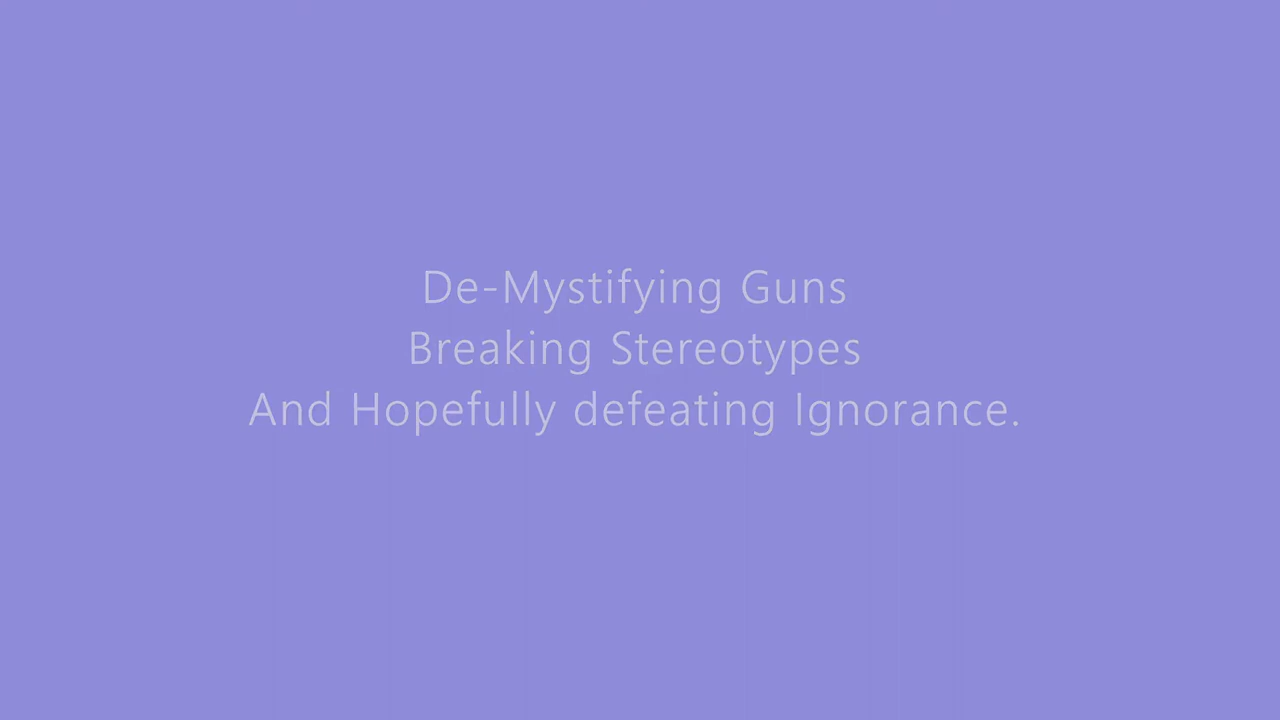 De-Mystifying Guns
Breaking Stereotypes
And Hopefully defeating Ignorance.